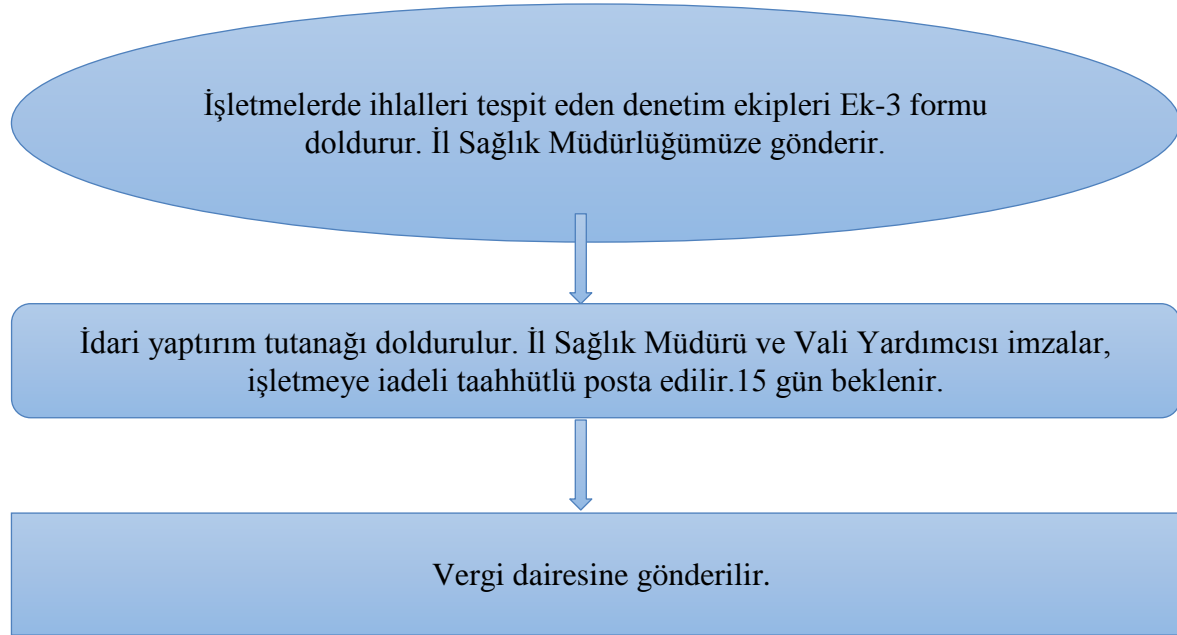 İşletmelerde ihlalleri tespit eden denetim ekipleri Ek-3 formu
doldurur. İl Sağlık Müdürlüğümüze gönderir.
İdari yaptırım tutanağı doldurulur. İl Sağlık Müdürü ve Vali Yardımcısı imzalar,
işletmeye iadeli taahhütlü posta edilir.15 gün beklenir.
Vergi dairesine gönderilir.